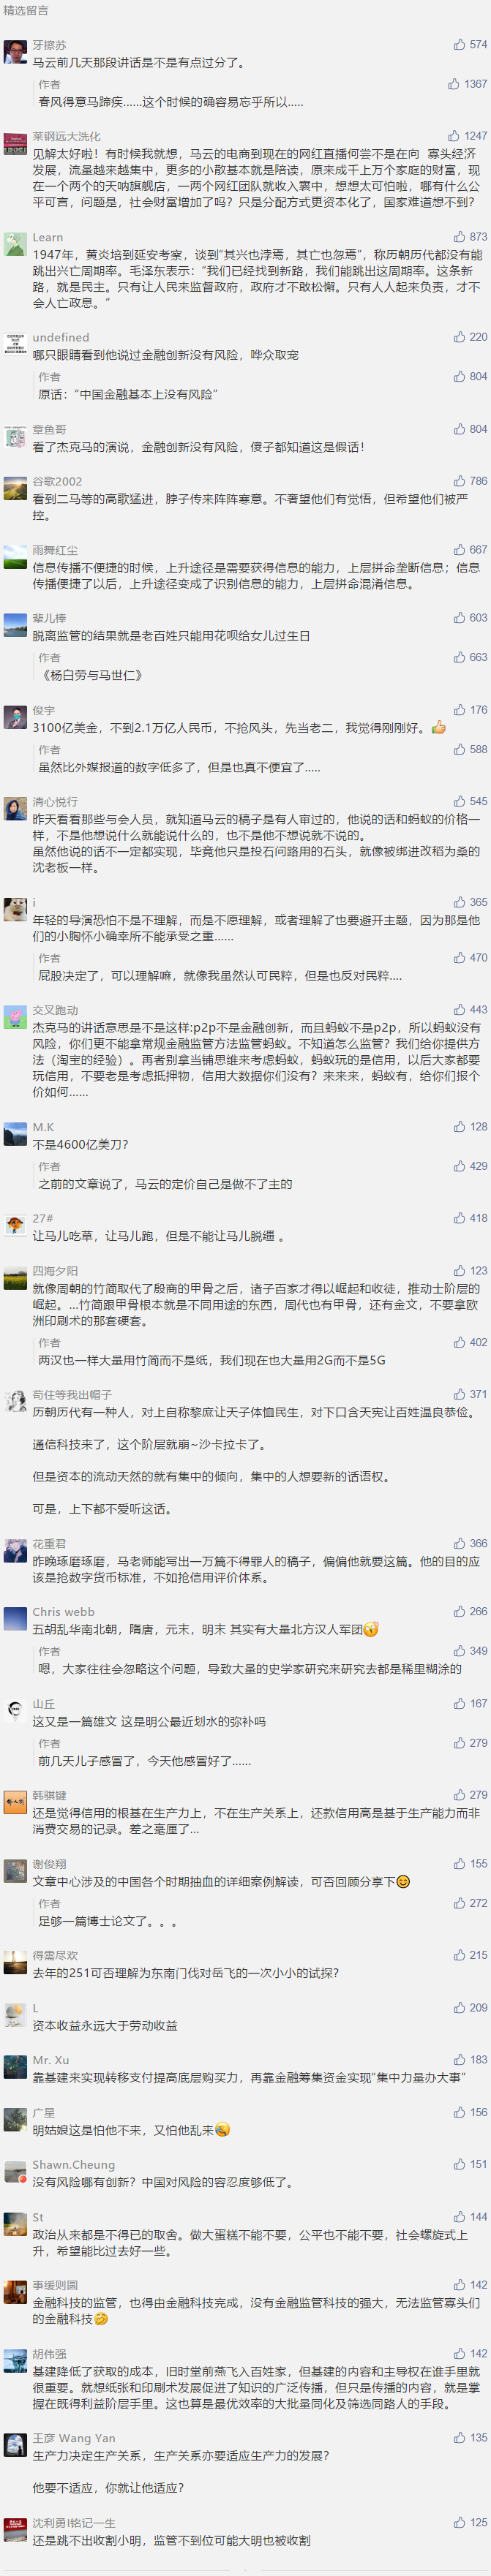 精选留言
牙擦苏
574
马云前几天那段讲话是不是有点过分了。
作者
1367
春风得意马蹄疾......这个时候的确容易忘乎所以.....
莱钢远大洗化
1247
见解太好啦！有时候我就想，马云的电商到现在的网红直播何尝不是在向 寡头经济
发展，流量越来越集中，更多的小散基本就是陪读，原来成千上万个家庭的财富，现
在一个两个的天呐旗舰店，一两个网红团队就收入囊中，想想太可怕啦，哪有什么公
平可言，问题是，社会财富增加了吗？只是分配方式更资本化了，国家难道想不到？
Learn
873
1947年，黄炎培到延安考察，谈到“其兴也浡焉，其亡也忽焉”，称历朝历代都没有能
跳出兴亡周期率。毛泽东表示：“我们已经找到新路，我们能跳出这周期率。这条新
路，就是民主。只有让人民来监督政府，政府才不敢松懈。只有人人起来负责，才不
会人亡政息。”
undefined
220
哪只眼睛看到他说过金融创新没有风险，哗众取宠
作者
804
原话：“中国金融基本上没有风险”
章鱼哥
804
看了杰克马的演说，金融创新没有风险，傻子都知道这是假话！
谷歌2002
786
看到二马等的高歌猛进，脖子传来阵阵寒意。不奢望他们有觉悟，但希望他们被严
控。
雨舞红尘
667
信息传播不便捷的时候，上升途径是需要获得信息的能力，上层拼命垄断信息；信息
传播便捷了以后，上升途径变成了识别信息的能力，上层拼命混淆信息。
辈儿棒
603
脱离监管的结果就是老百姓只能用花呗给女儿过生日
作者
663
《杨白劳与马世仁》
俊宇
176
3100亿美金，不到2.1万亿人民币，不抢风头，先当老二，我觉得刚刚好。👍
作者
588
虽然比外媒报道的数字低多了，但是也真不便宜了.....
清心悦行
545
昨天看看那些与会人员，就知道马云的稿子是有人审过的，他说的话和蚂蚁的价格一
样，不是他想说什么就能说什么的，也不是他不想说就不说的。
虽然他说的话不一定都实现，毕竟他只是投石问路用的石头，就像被绑进改稻为桑的
沈老板一样。
i
365
年轻的导演恐怕不是不理解，而是不愿理解，或者理解了也要避开主题，因为那是他
们的小胸怀小确幸所不能承受之重......
作者
470
屁股决定了，可以理解嘛，就像我虽然认可民粹，但是也反对民粹....
交叉跑动
443
杰克马的讲话意思是不是这样:p2p不是金融创新，而且蚂蚁不是p2p，所以蚂蚁没有
风险，你们更不能拿常规金融监管方法监管蚂蚁。不知道怎么监管？我们给你提供方
法（淘宝的经验）。再者别拿当铺思维来考虑蚂蚁，蚂蚁玩的是信用，以后大家都要
玩信用，不要老是考虑抵押物，信用大数据你们没有？来来来，蚂蚁有，给你们报个
价如何......
M.K
128
不是4600亿美刀？
作者
429
之前的文章说了，马云的定价自己是做不了主的
27#
418
让马儿吃草，让马儿跑，但是不能让马儿脱缰 。
四海夕阳
123
就像周朝的竹简取代了殷商的甲骨之后，诸子百家才得以崛起和收徒，推动士阶层的
崛起。...竹简跟甲骨根本就是不同用途的东西，周代也有甲骨，还有金文，不要拿欧
洲印刷术的那套硬套。
作者
402
两汉也一样大量用竹简而不是纸，我们现在也大量用2G而不是5G
苟住等我出帽子
371
历朝历代有一种人，对上自称黎庶让天子体恤民生，对下口含天宪让百姓温良恭俭。
通信科技来了，这个阶层就崩~沙卡拉卡了。
但是资本的流动天然的就有集中的倾向，集中的人想要新的话语权。
可是，上下都不爱听这话。
花重君
366
昨晚琢磨琢磨，马老师能写出一万篇不得罪人的稿子，偏偏他就要这篇。他的目的应
该是抢数字货币标准，不如抢信用评价体系。
Chris webb
266
五胡乱华南北朝，隋唐，元末，明末 其实有大量北方汉人军团
作者
349
嗯，大家往往会忽略这个问题，导致大量的史学家研究来研究去都是稀里糊涂的
山丘
167
这又是一篇雄文 这是明公最近划水的弥补吗
作者
279
前几天儿子感冒了，今天他感冒好了......
韩骐键
279
还是觉得信用的根基在生产力上，不在生产关系上，还款信用高是基于生产能力而非
消费交易的记录。差之毫厘了...
谢俊翔
155
文章中心涉及的中国各个时期抽血的详细案例解读，可否回顾分享下😊
作者
272
足够一篇博士论文了。。。
得需尽欢
215
去年的251可否理解为东南门伐对岳飞的一次小小的试探？
L
209
资本收益永远大于劳动收益
Mr. Xu
183
靠基建来实现转移支付提高底层购买力，再靠金融筹集资金实现“集中力量办大事”
广星
156
明姑娘这是怕他不来，又怕他乱来
Shawn.Cheung
151
没有风险哪有创新？中国对风险的容忍度够低了。
St
144
政治从来都是不得已的取舍。做大蛋糕不能不要，公平也不能不要，社会螺旋式上
升，希望能比过去好一些。
事缓则圆
142
金融科技的监管，也得由金融科技完成，没有金融监管科技的强大，无法监管寡头们
的金融科技🤣
胡伟强
142
基建降低了获取的成本，旧时堂前燕飞入百姓家，但基建的内容和主导权在谁手里就
很重要。就想纸张和印刷术发展促进了知识的广泛传播，但只是传播的内容，就是掌
握在既得利益阶层手里。这也算是最优效率的大批量同化及筛选同路人的手段。
王彦 Wang Yan
135
生产力决定生产关系，生产关系亦要适应生产力的发展？
他要不适应，你就让他适应？
沈利勇I铭记一生
125
还是跳不出收割小明，监管不到位可能大明也被收割